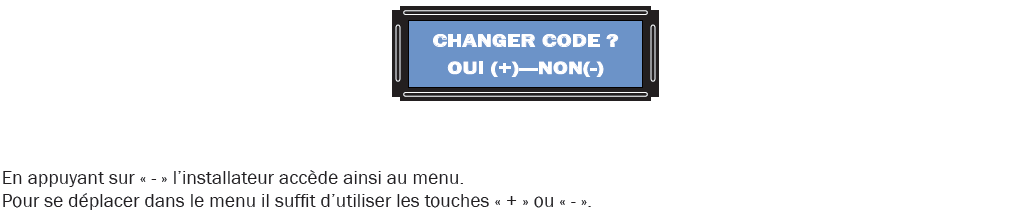 CHANGER CODE ?
OUI (+)—NON(-)
En appuyant sur « - » l’installateur accède ainsi au menu.
Pour se déplacer dans le menu il suffit d’utiliser les touches « + » ou « - ».